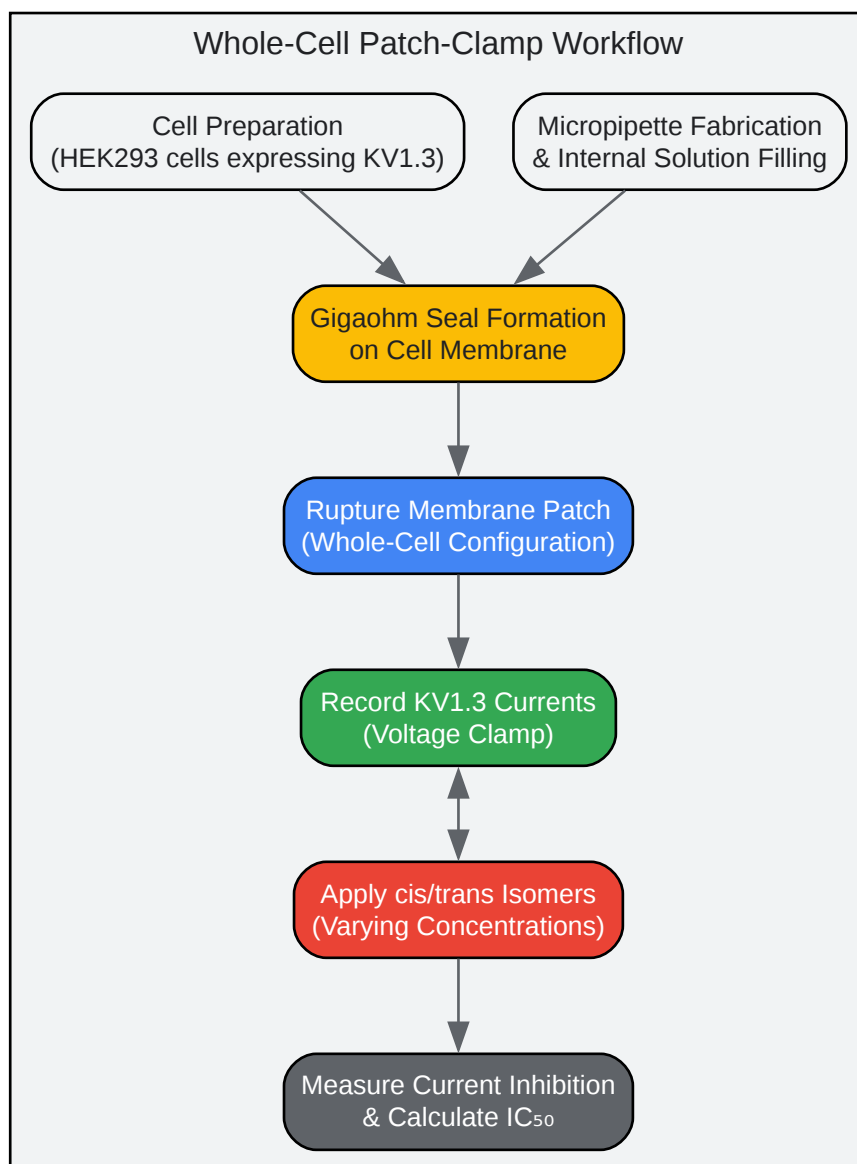 Whole-Cell Patch-Clamp Workflow
Cell Preparation
(HEK293 cells expressing KV1.3)
Micropipette Fabrication
& Internal Solution Filling
Gigaohm Seal Formation
on Cell Membrane
Rupture Membrane Patch
(Whole-Cell Configuration)
Record KV1.3 Currents
(Voltage Clamp)
Apply cis/trans Isomers
(Varying Concentrations)
Measure Current Inhibition
& Calculate IC₅₀